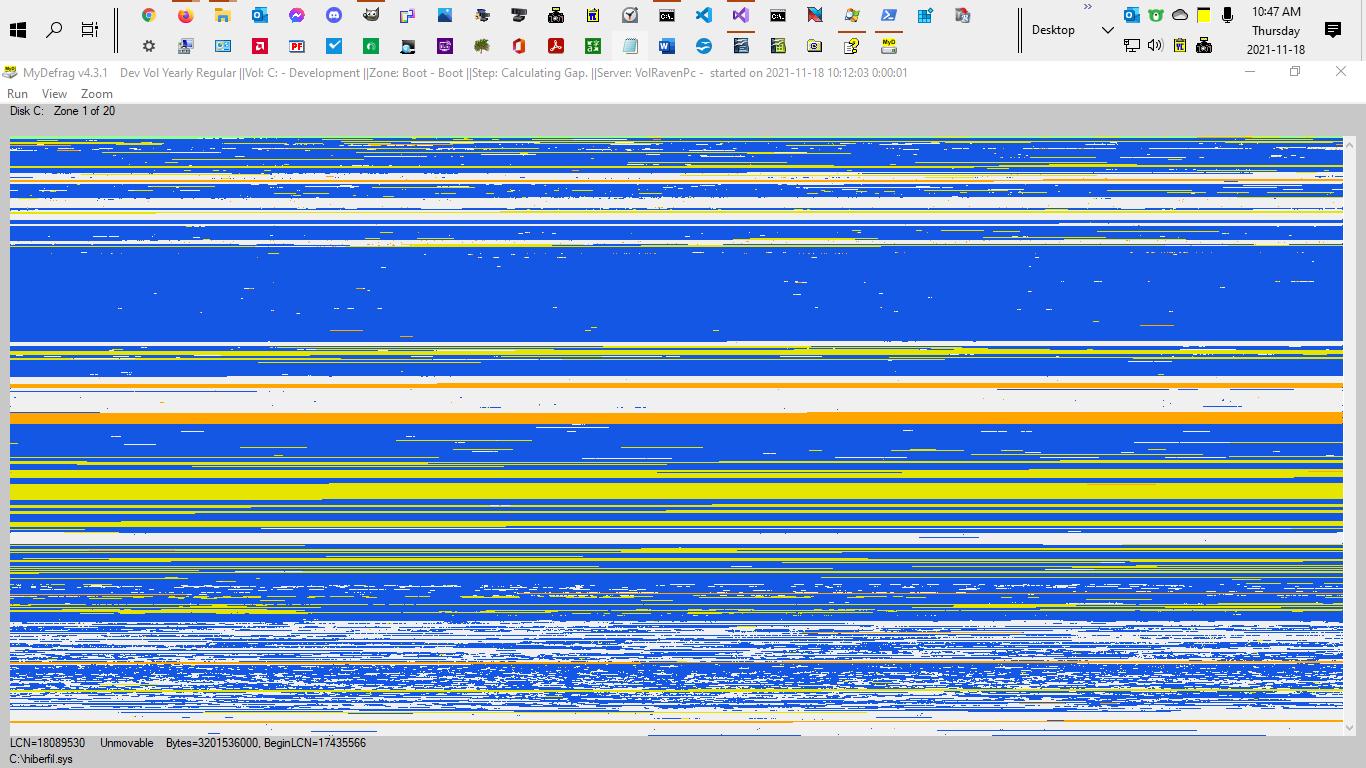 10:47 AM
Desktop
Thursday
2021-11-18
MyDefrag v4.3.1 Dev Vol Yearly Regular ||Vol: C: - Development ||Zone: Boot - Boot ||Step: Calculating Gap. ||Server: VolRavenPc - started on 2021-11-18 10:12:03 0:00:01
Run View Zoom
Disk C: Zone 1 of 20
LCN=18089530 Unmovable Bytes=3201536000, BeginLCN=17435566
C:\hiberfil.sys